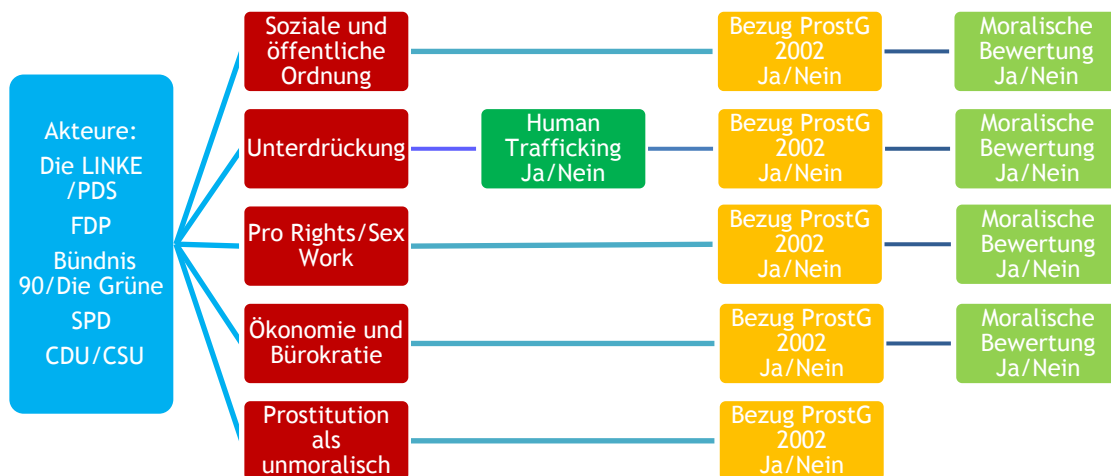 Akteure:
Die LINKE
/PDS
FDP
Bündnis
90/Die Grüne
SPD
CDU/CSU
Soziale und
öffentliche
Ordnung
Bezug ProstG
2002
Ja/Nein
Moralische
Bewertung
Ja/Nein
Unterdrückung
Human
Trafficking
Ja/Nein
Bezug ProstG
2002
Ja/Nein
Moralische
Bewertung
Ja/Nein
Pro Rights/Sex
Work
Bezug ProstG
2002
Ja/Nein
Moralische
Bewertung
Ja/Nein
Ökonomie und
Bürokratie
Bezug ProstG
2002
Ja/Nein
Moralische
Bewertung
Ja/Nein
Prostitution
als
unmoralisch
Bezug ProstG
2002
Ja/Nein